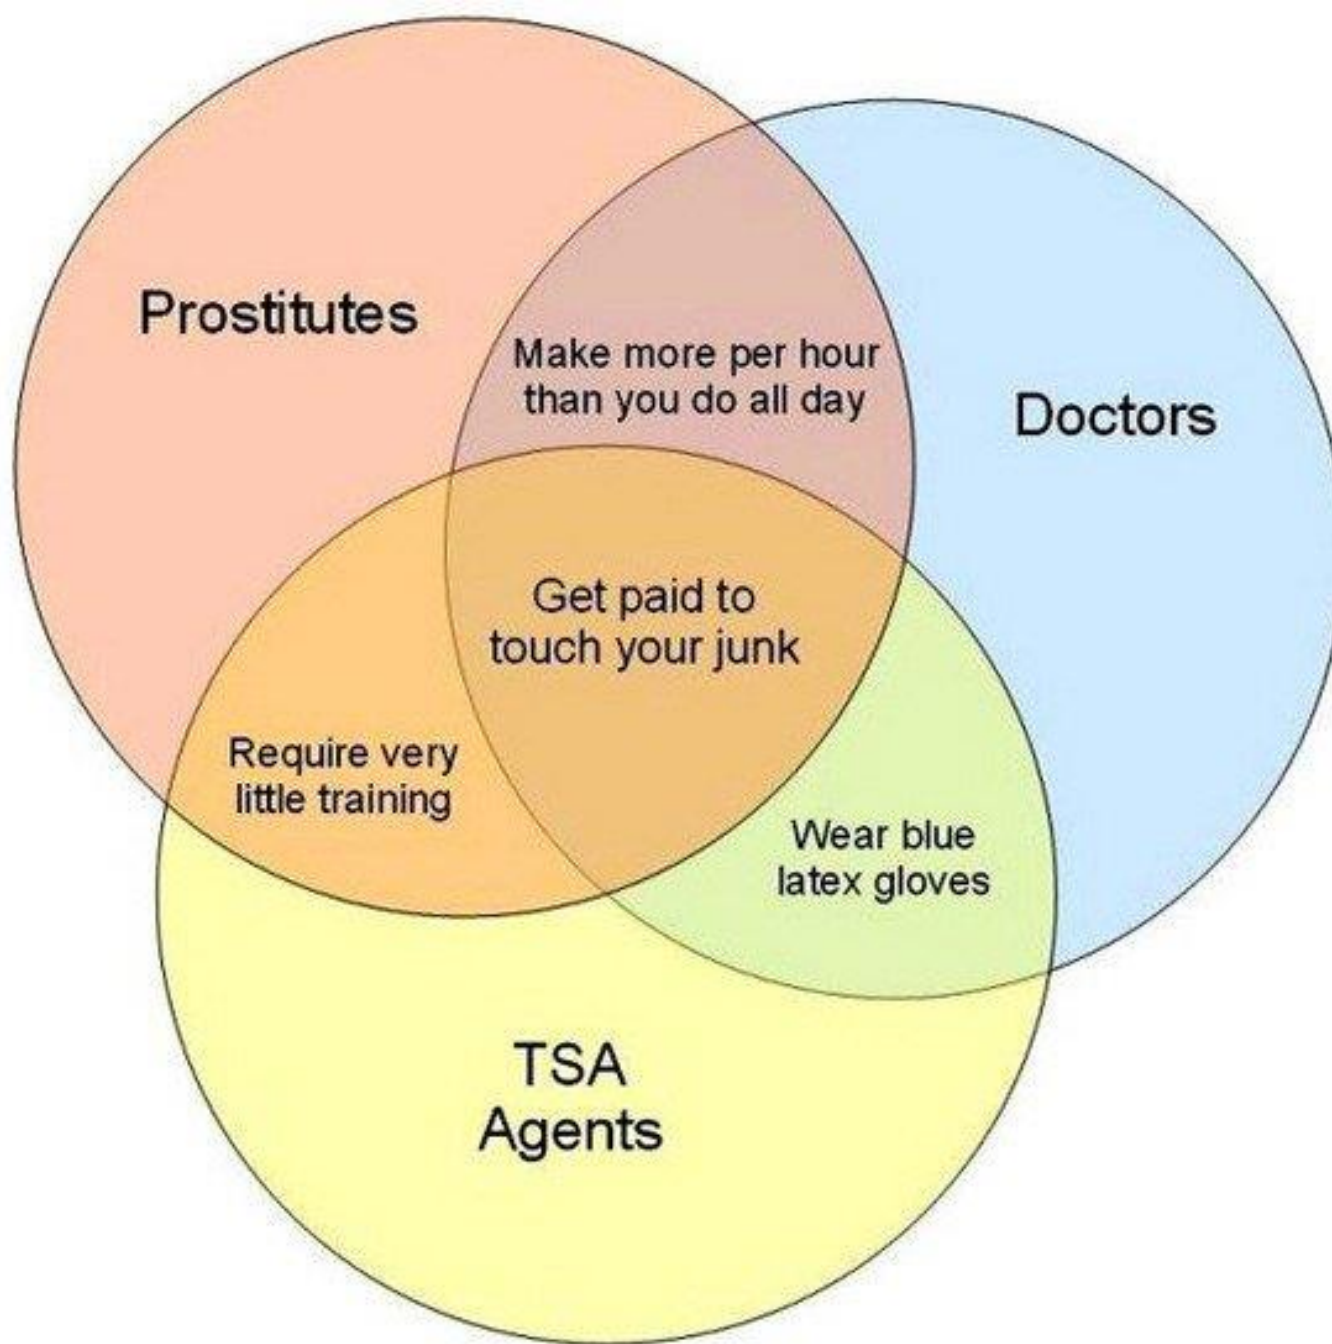 Prostitutes
Make more per hour
than you do all day
Doctors
Get paid to
touch your junk
Require very
little training
Wear blue
latex gloves
TSA
Agents